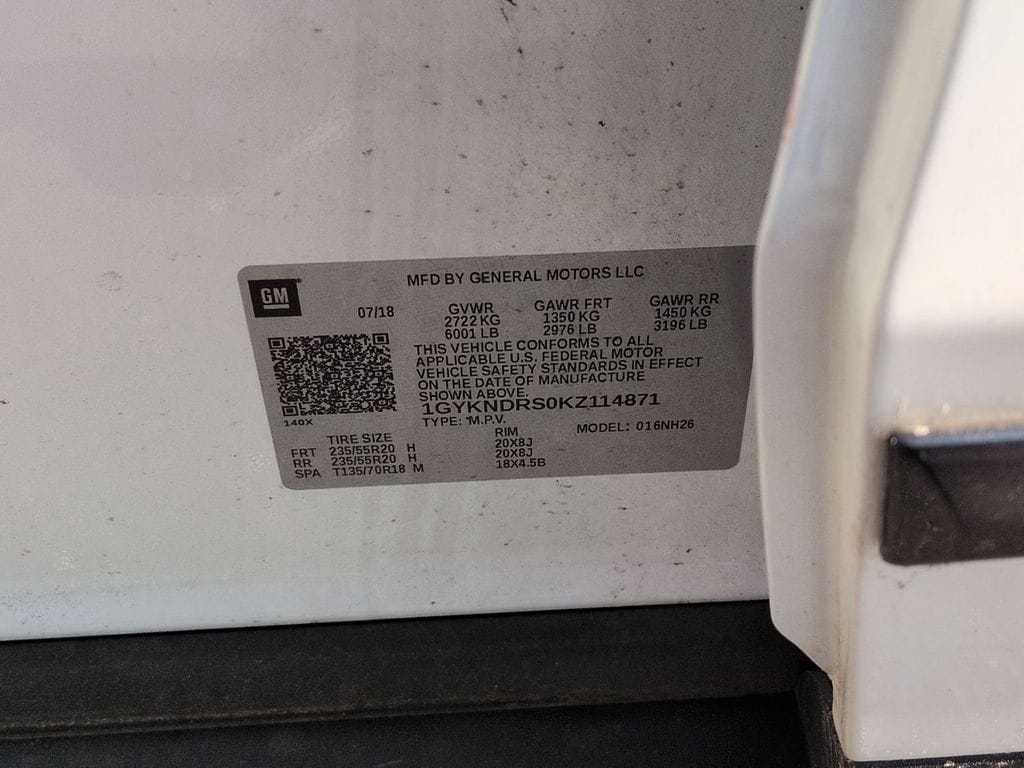 GM
MFD BY GENERAL MOTORS LLC
07/18
GVWR GAWR FRT GAWR RR
2722 KG 1350 KG 1450 KG
6001 LB 2976 LB 3196 LB
THIS VEHICLE CONFORMS TO ALL
APPLICABLE U.S. FEDERAL MOTOR
VEHICLE SAFETY STANDARDS IN EFFECT
ON THE DATE OF MANUFACTURE
SHOWN ABOVE.
1GYKNDRS0KZ114871
140X
TYPE: M.P.V. MODEL: 016NH26
TIRE SIZE RIM
FRT 235/55R20 H 20X8J
RR 235/55R20 H 20X8J
SPA T135/70R18 M 18X4.5B